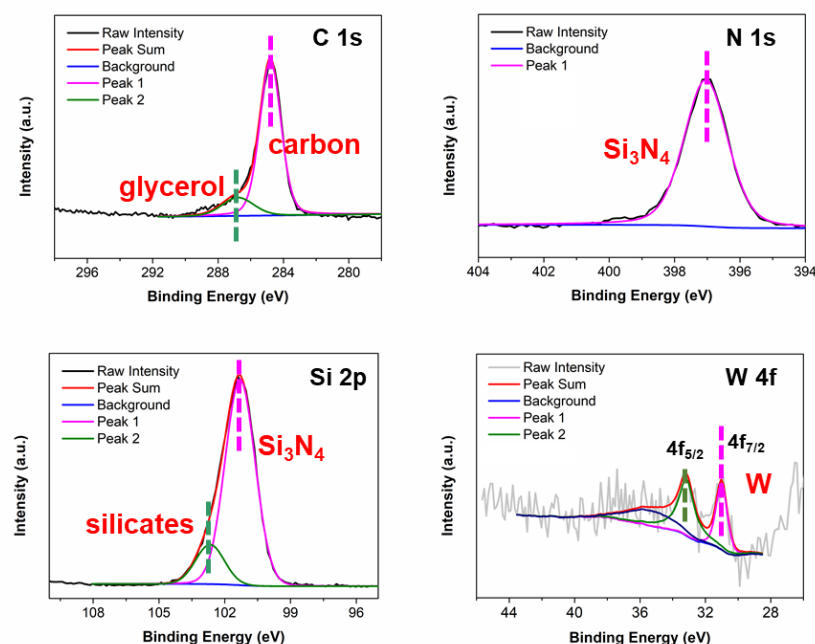 C 1s
Raw Intensity
Peak Sum
Background
Peak 1
Peak 2
carbon
glycerol
Intensity (a.u.)
296 292 288 284 280
Binding Energy (eV)
N 1s
Raw Intensity
Background
Peak 1
Si₃N₄
Intensity (a.u.)
404 402 400 398 396 394
Binding Energy (eV)
Si 2p
Raw Intensity
Peak Sum
Background
Peak 1
Peak 2
Si₃N₄
silicates
Intensity (a.u.)
108 105 102 99 96
Binding Energy (eV)
W 4f
Raw Intensity
Peak Sum
Background
Peak 1
Peak 2
4f₅/₂ 4f₇/₂
W
Intensity (a.u.)
44 40 36 32 28
Binding Energy (eV)